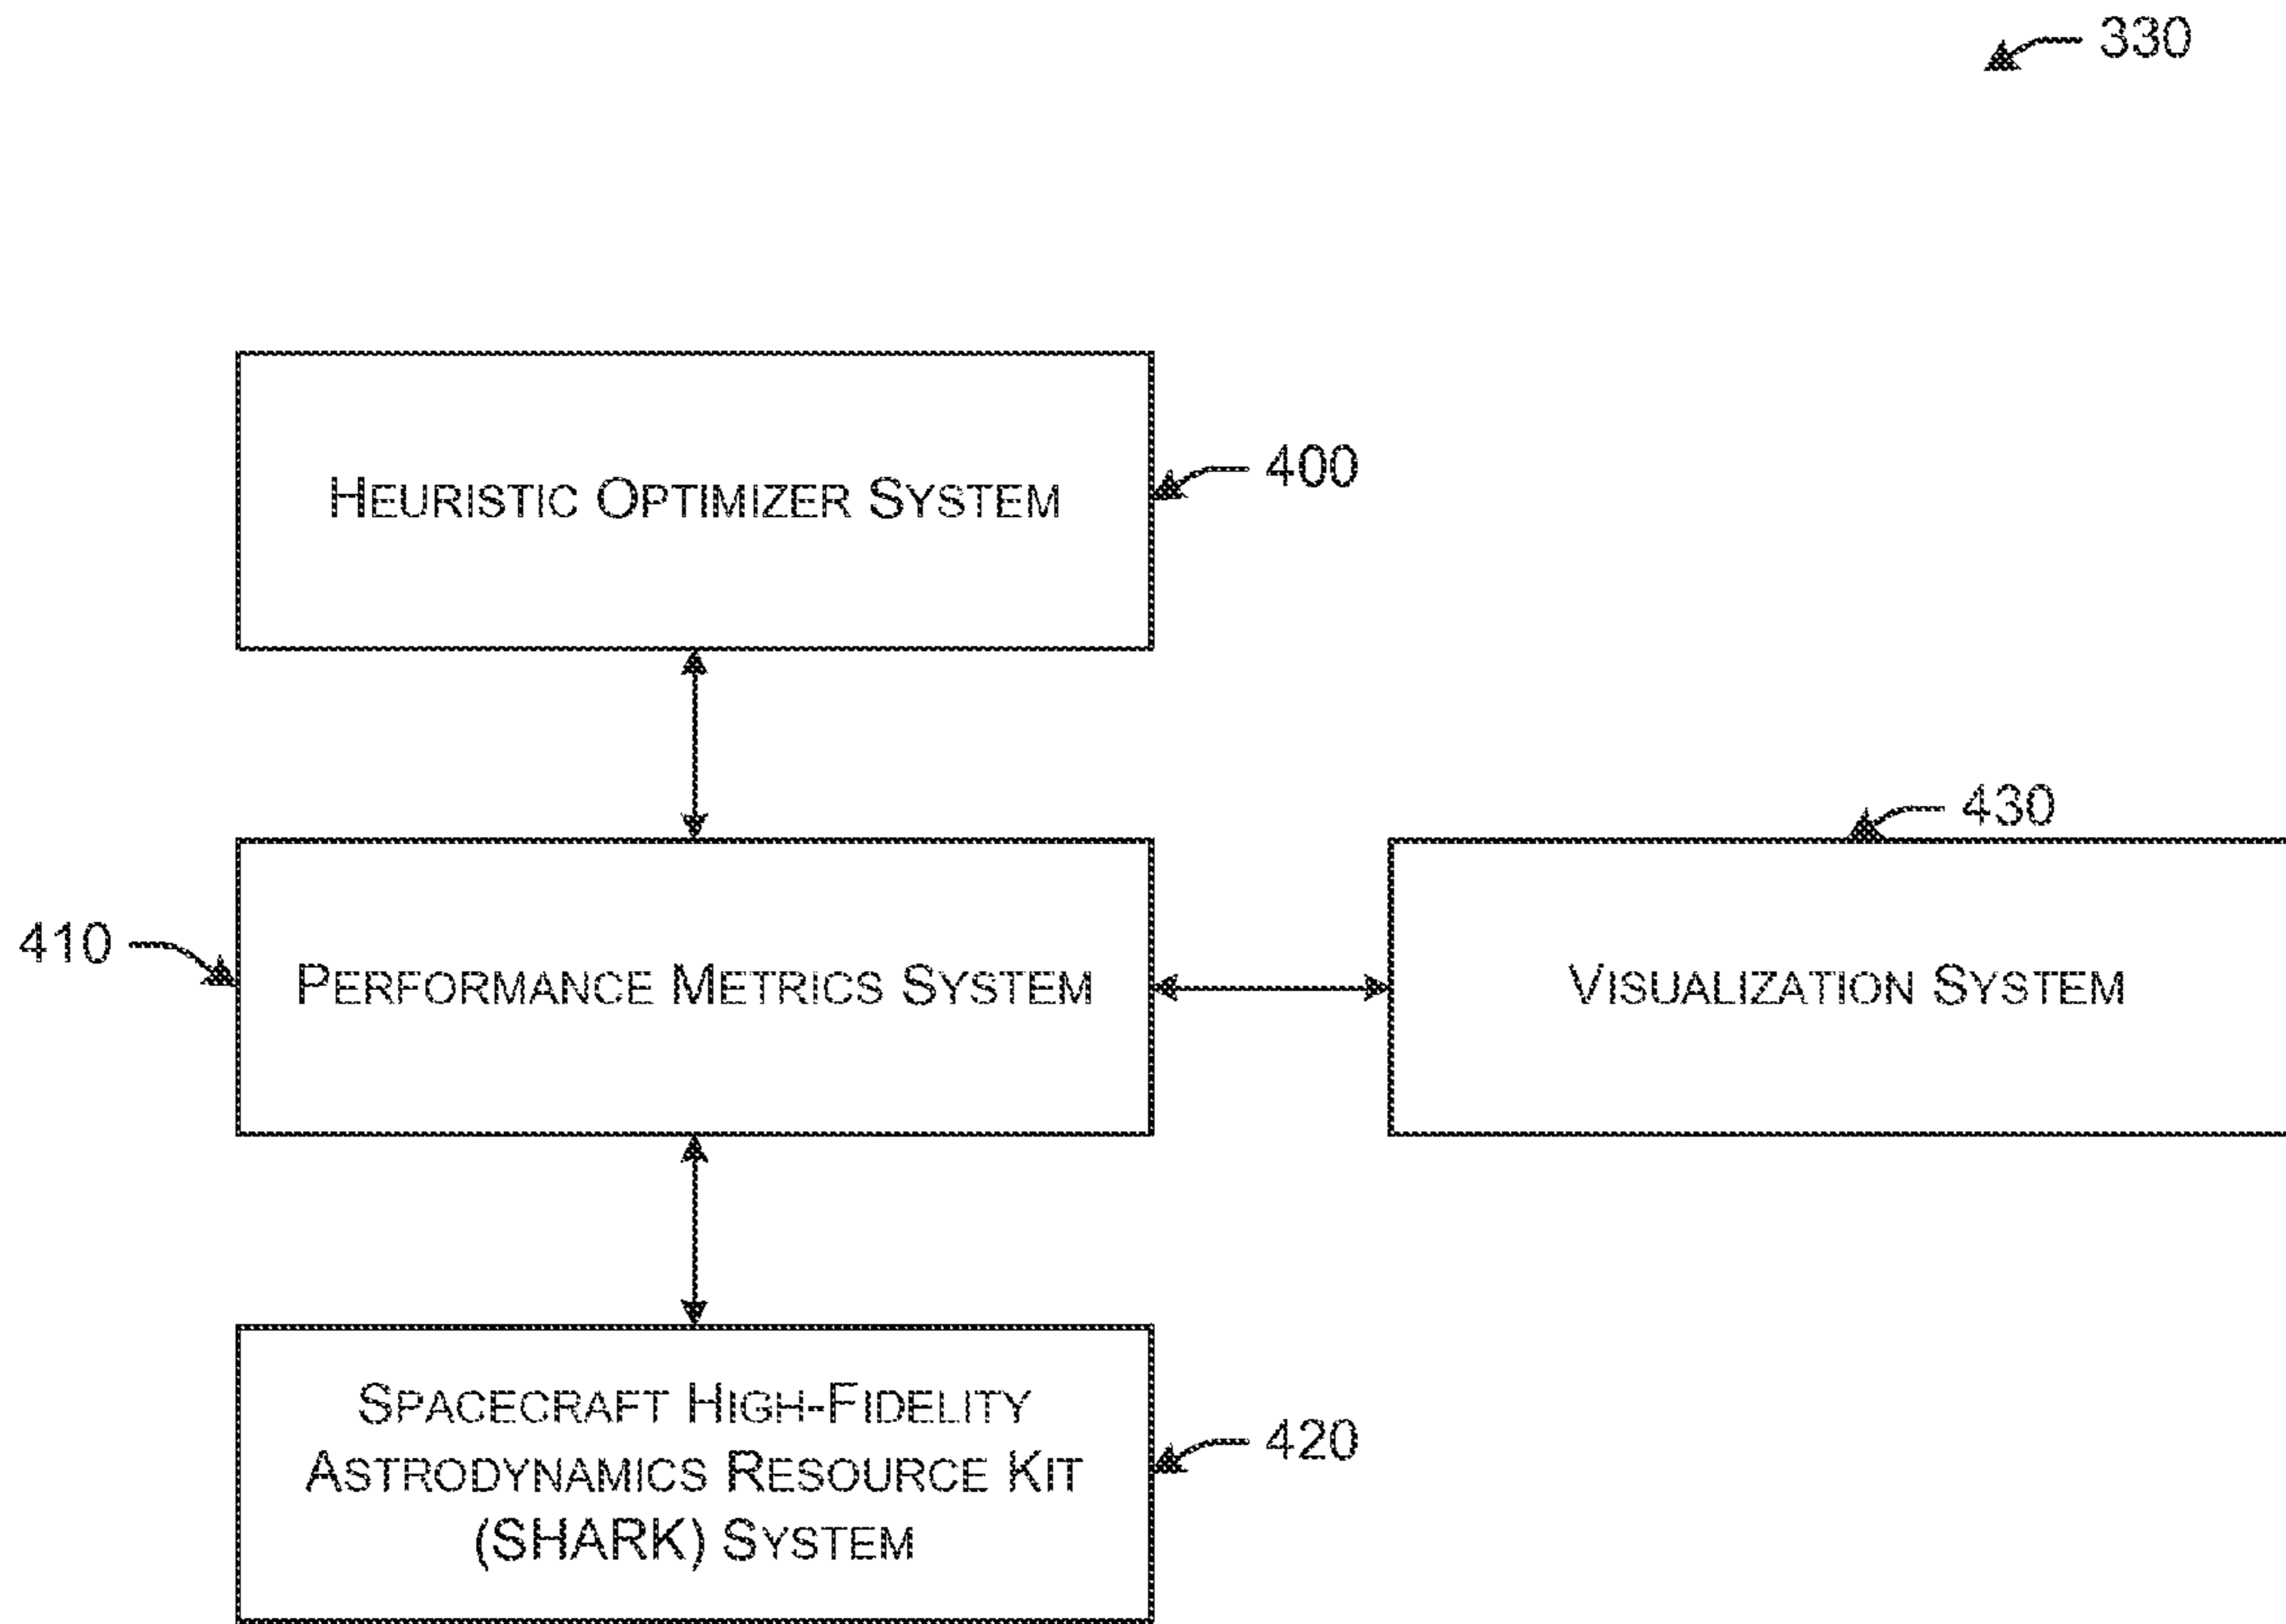 330
Heuristic Optimizer System
400
430
410
Performance Metrics System
Visualization System
Spacecraft High-Fidelity
Astrodynamics Resource Kit
(SHARK) System
420